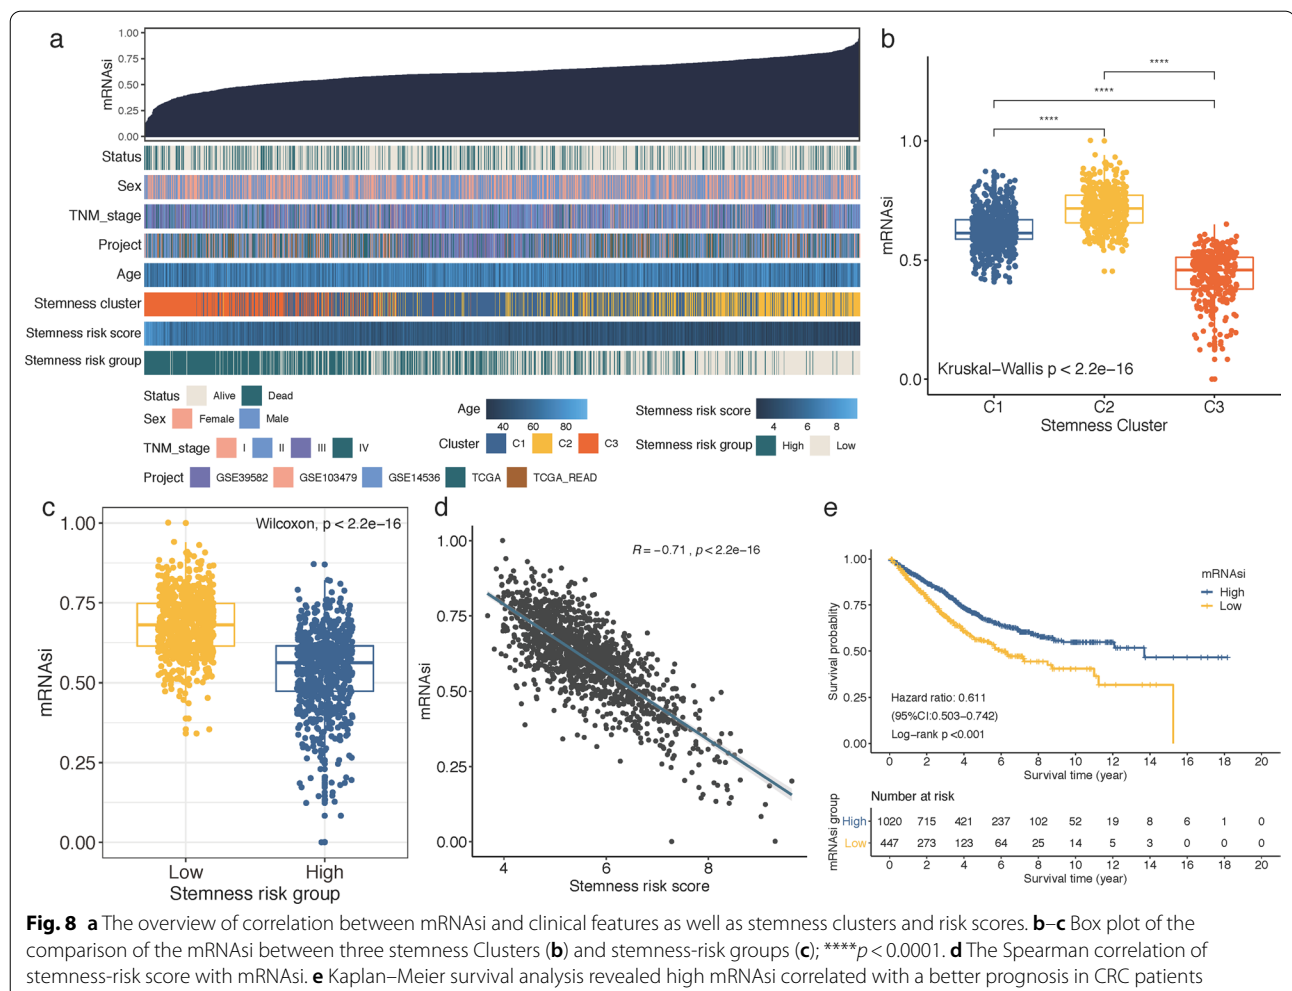 a
1.00
0.75
0.50
0.25
0.00
mRNAsi
Status
Sex
TNM_stage
Project
Age
Stemness cluster
Stemness risk score
Stemness risk group
Status Alive Dead
Sex Female Male
TNM_stage I II III IV
Project GSE39582 GSE103479 GSE14536 TCGA TCGA_READ
Age
40 60 80
Cluster C1 C2 C3
Stemness risk score
4 6 8
Stemness risk group High Low
b
****
****
****
1.0
0.5
0.0
mRNAsi
Kruskal-Wallis p < 2.2e-16
C1 C2 C3
Stemness Cluster
c
Wilcoxon, p < 2.2e-16
1.00
0.75
0.50
0.25
0.00
mRNAsi
Low High
Stemness risk group
d
R = -0.71 , p < 2.2e-16
1.00
0.75
0.50
0.25
0.00
mRNAsi
4 6 8
Stemness risk score
e
1.00
0.75
0.50
0.25
0.00
Survival probablity
mRNAsi
High
Low
Hazard ratio: 0.611
(95%CI:0.503-0.742)
Log-rank p <0.001
0 2 4 6 8 10 12 14 16 18 20
Survival time (year)
Number at risk
mRNAsi group
High 1020 715 421 237 102 52 19 8 6 1 0
Low 447 273 123 64 25 14 5 3 0 0 0
0 2 4 6 8 10 12 14 16 18 20
Survival time (year)
Fig. 8 a The overview of correlation between mRNAsi and clinical features as well as stemness clusters and risk scores. b–c Box plot of the
comparison of the mRNAsi between three stemness Clusters (b) and stemness-risk groups (c); ****p < 0.0001. d The Spearman correlation of
stemness-risk score with mRNAsi. e Kaplan–Meier survival analysis revealed high mRNAsi correlated with a better prognosis in CRC patients